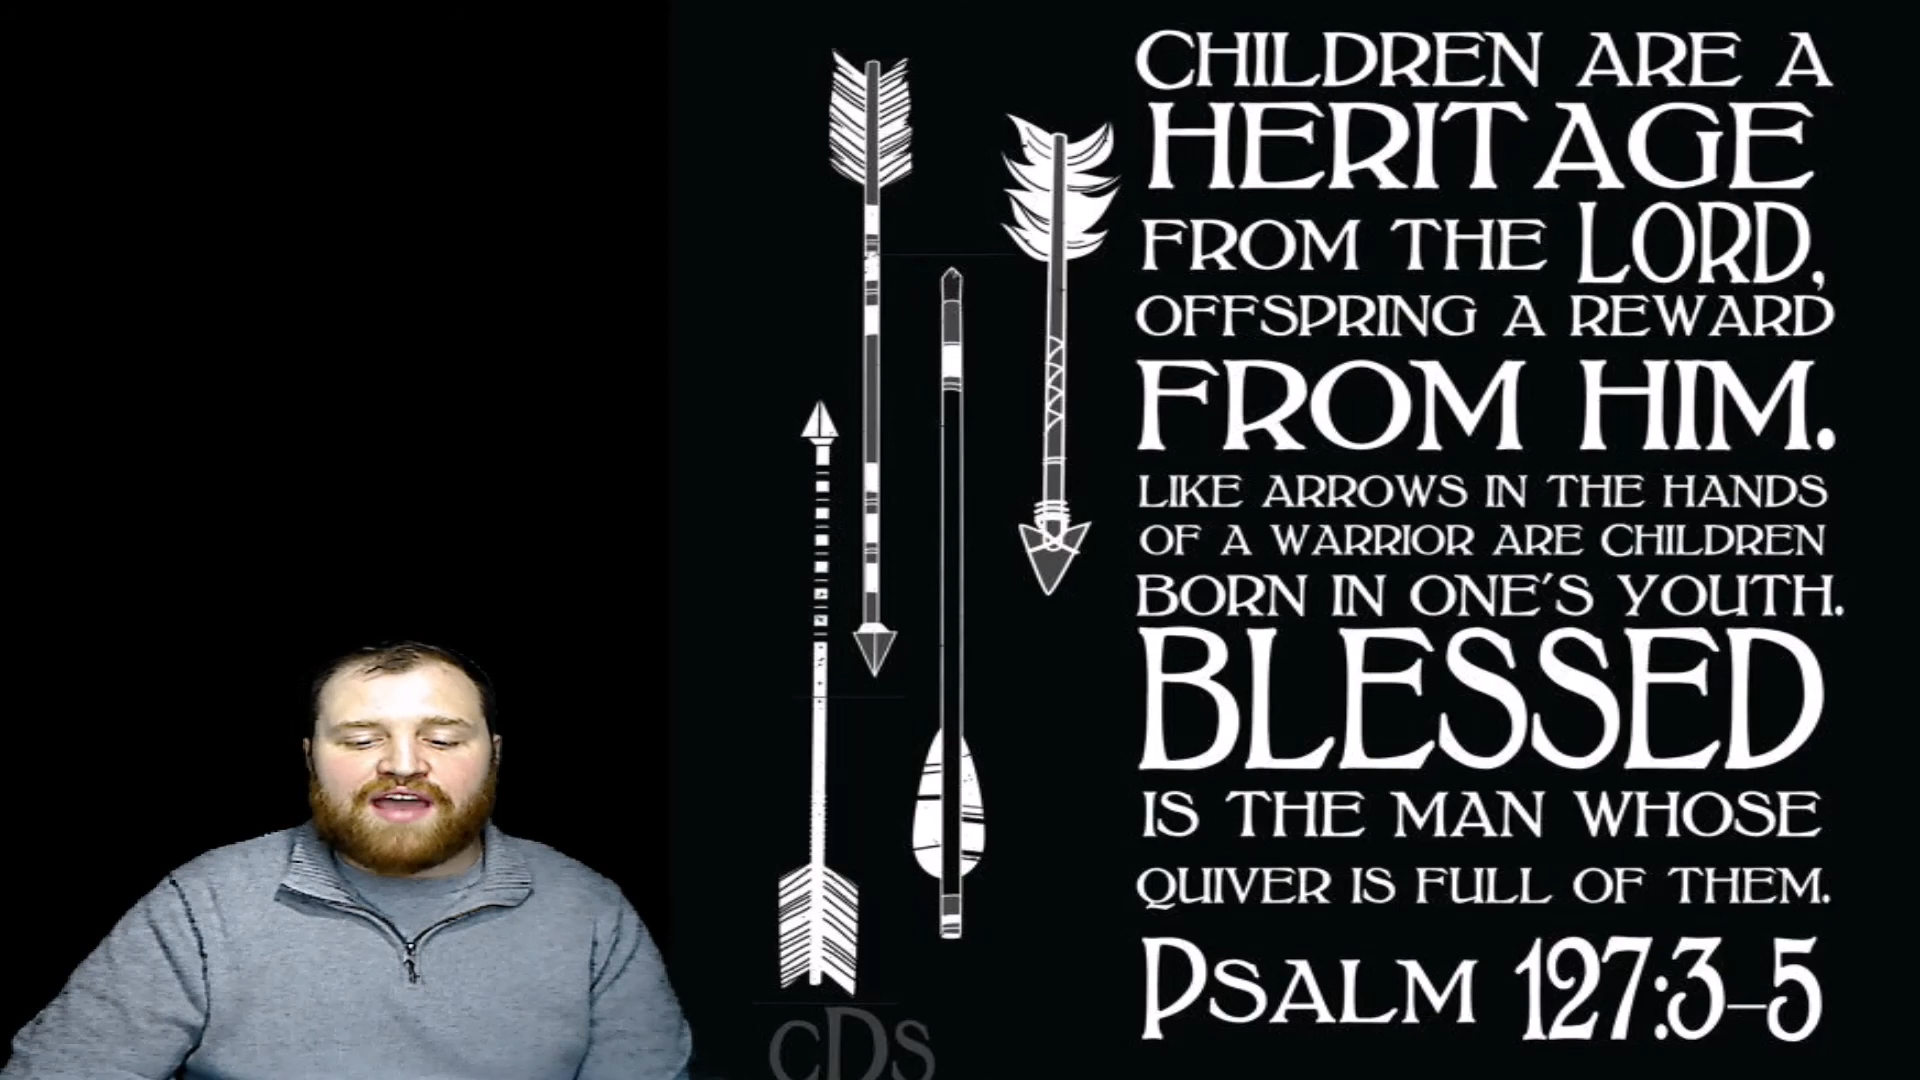 CHILDREN ARE A
HERITAGE
FROM THE LORD,
OFFSPRING A REWARD
FROM HIM.
LIKE ARROWS IN THE HANDS
OF A WARRIOR ARE CHILDREN
BORN IN ONE'S YOUTH.
BLESSED
IS THE MAN WHOSE
QUIVER IS FULL OF THEM.
PSALM 127:3-5
CDS